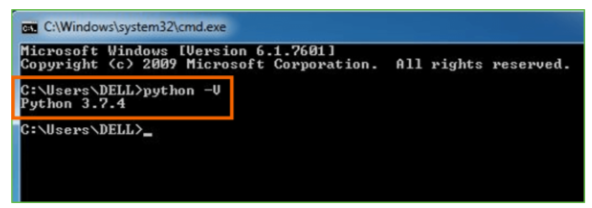 C:\Windows\system32\cmd.exe
Microsoft Windows [Version 6.1.7601]
Copyright (c) 2009 Microsoft Corporation.  All rights reserved.
C:\Users\DELL>python -V
Python 3.7.4
C:\Users\DELL>_